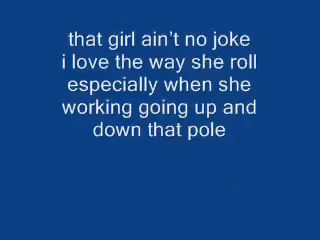 that girl ain’t no joke
i love the way she roll
especially when she
working going up and
down that pole